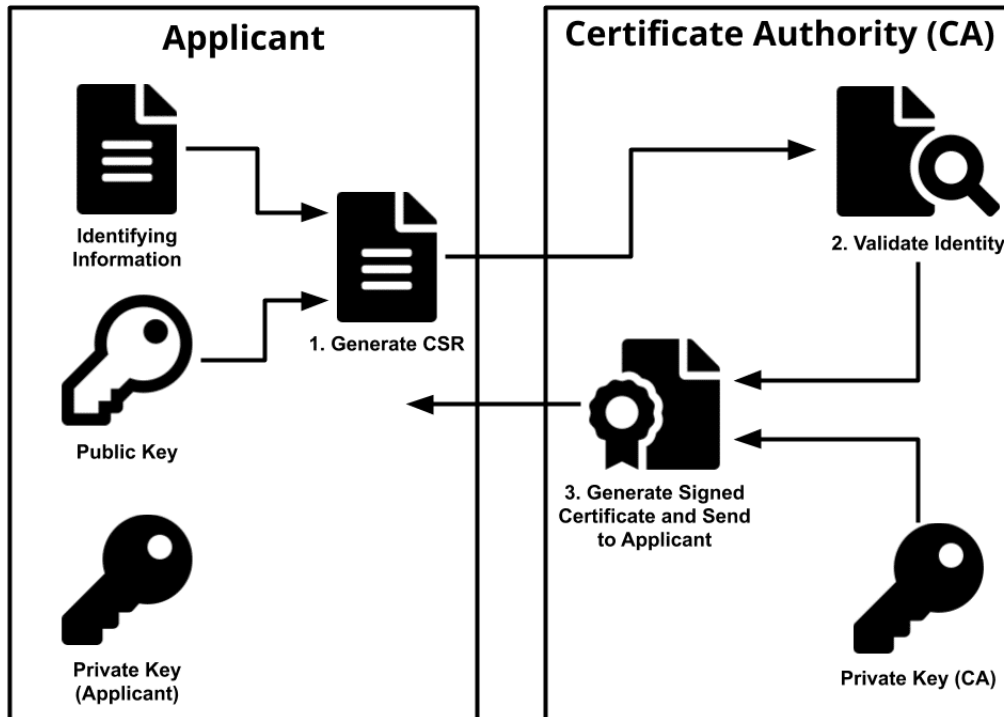 Applicant
Certificate Authority (CA)
Identifying
Information
1. Generate CSR
2. Validate Identity
Public Key
3. Generate Signed
Certificate and Send
to Applicant
Private Key
(Applicant)
Private Key (CA)